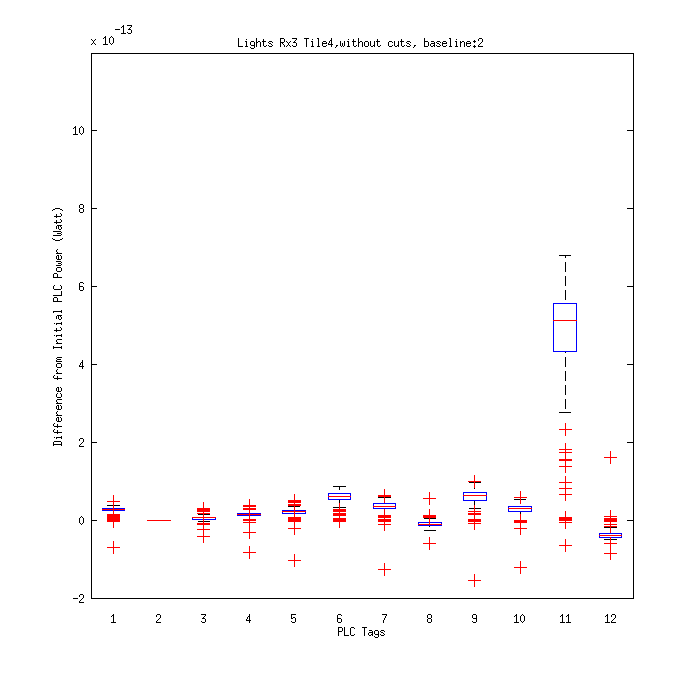 x 10^-13
Lights Rx3 Tile4,without cuts, baseline:2
10
8
6
4
2
0
-2
Difference from Initial PLC Power (Watt)
1 2 3 4 5 6 7 8 9 10 11 12
PLC Tags